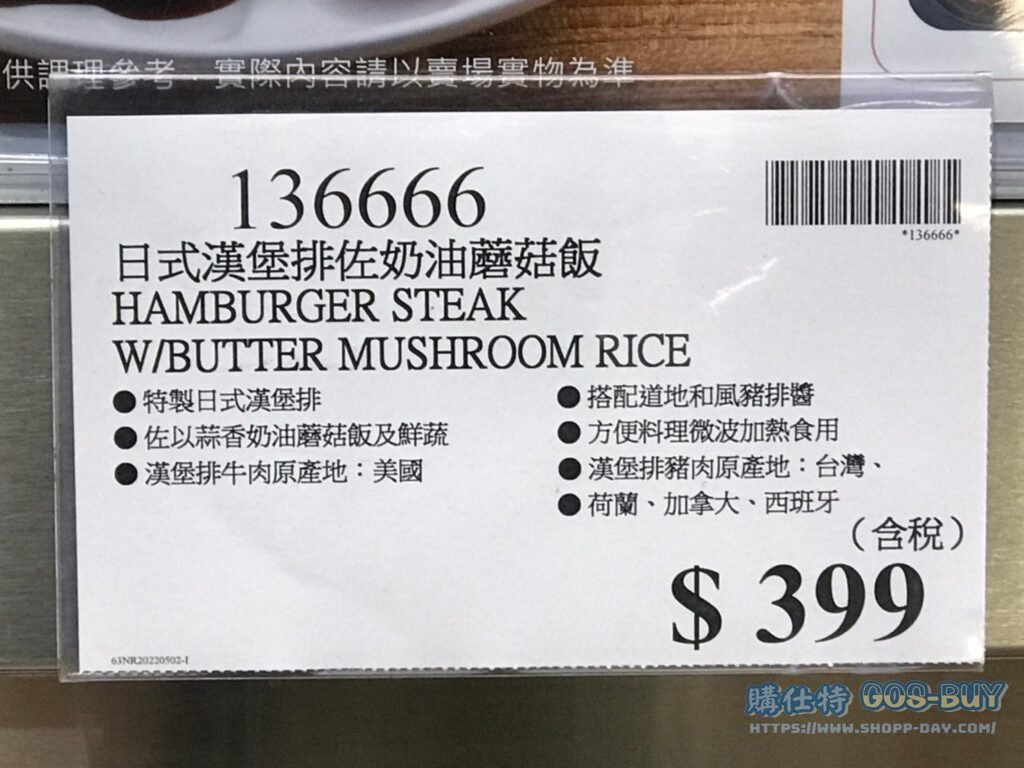 供調理參考．實際內容請以賣場實物為準
136666
*136666*
日式漢堡排佐奶油蘑菇飯
HAMBURGER STEAK
W/BUTTER MUSHROOM RICE
● 特製日式漢堡排
● 佐以蒜香奶油蘑菇飯及鮮蔬
● 漢堡排牛肉原產地：美國
● 搭配道地和風豬排醬
● 方便料理微波加熱食用
● 漢堡排豬肉原產地：台灣、
● 荷蘭、加拿大、西班牙
（含稅）
$ 399
63NR20220502-1
購仕特 GOS-BUY
HTTPS://WWW.SHOPP-DAY.COM/